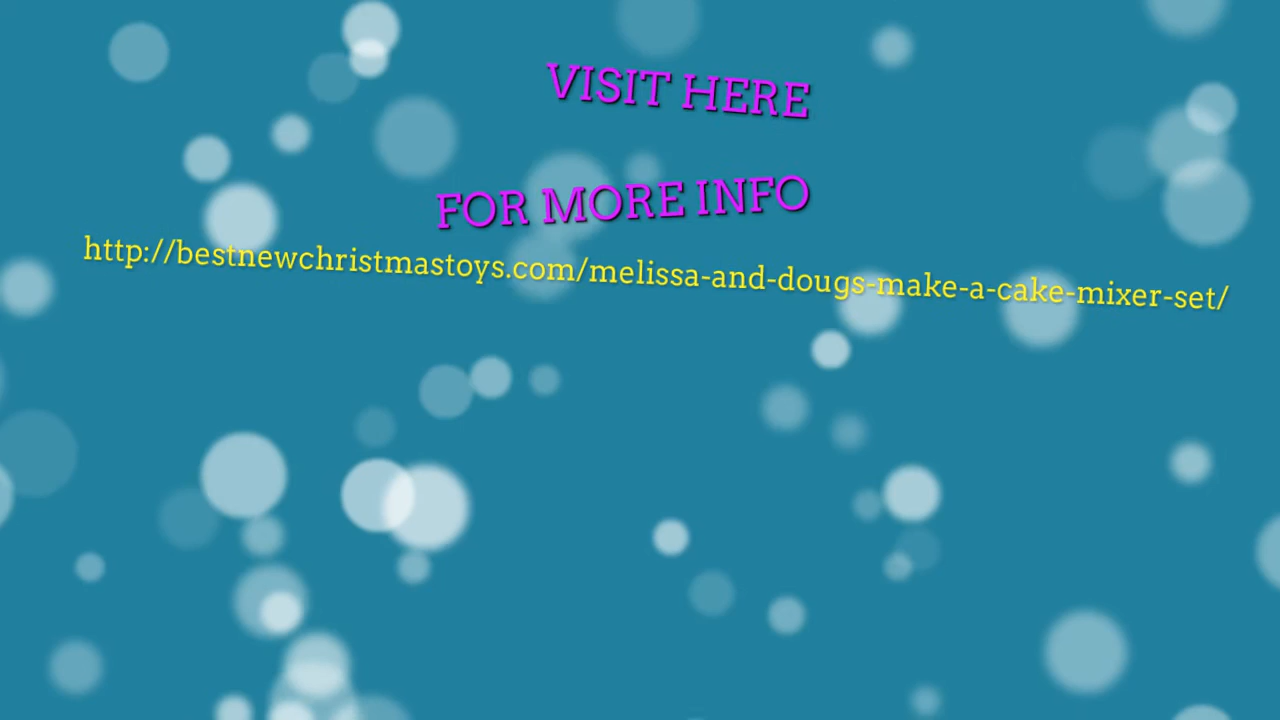 VISIT HERE
FOR MORE INFO
http://bestnewchristmastoys.com/melissa-and-dougs-make-a-cake-mixer-set/